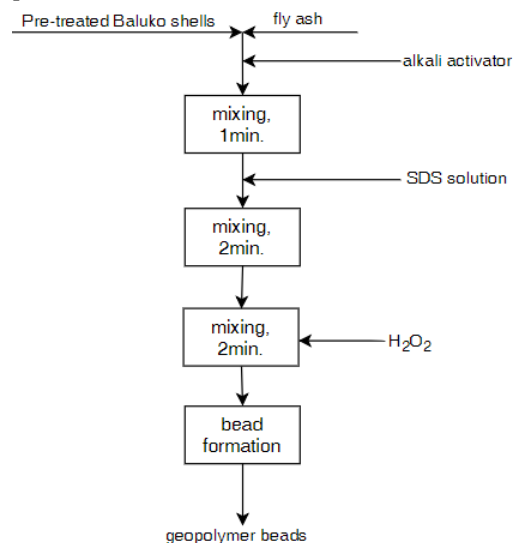 Pre-treated Baluko shells
fly ash
alkali activator
mixing,
1min.
SDS solution
mixing,
2min.
mixing,
2min.
H₂O₂
bead
formation
geopolymer beads